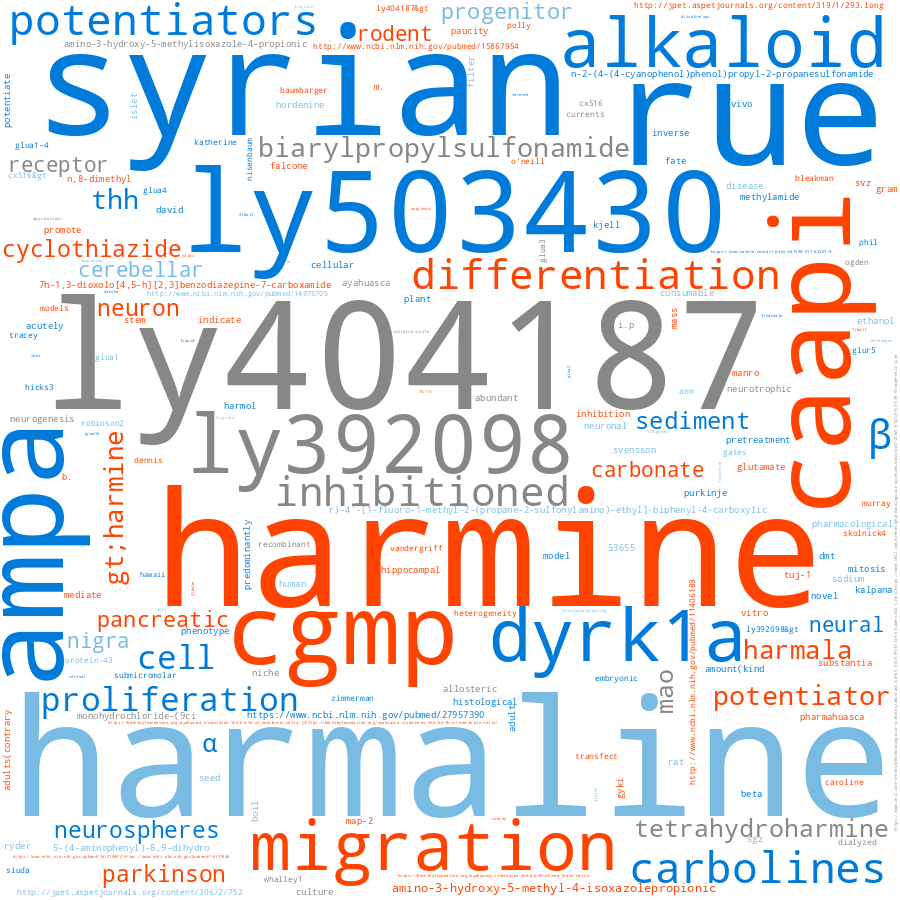 ly404187&gt
progenitor
http://jpet.aspetjournals.org/content/319/1/293.long
potentiators
rodent
paucity
polly
amino-3-hydroxy-5-methylisoxazole-4-propionic
http://www.ncbi.nlm.nih.gov/pubmed/15867954
alkaloid
syrian
n-2-(4-(4-cyanophenol)phenol)propyl-2-propanesulfonamide
potentiate
islet
baumbarger
m.
hordenine
filter
cx516
currents
vivo
rue
glua1-4
katherine
nisenbaum
biarylpropylsulfonamide
inverse
receptor
falcone
o'neill
fate
cx516&gt
n,8-dimethyl
bleakman
svz
gram
disease
methylamide
thh
glua4
david
ly503430
kjell
promote
phil
cyclothiazide
glua3
ogden
cerebellar
cellular
differentiation
caapi
7h-1,3-dioxolo[4,5-h][2,3]benzodiazepine-7-carboxamide
ayahuasca
http://www.ncbi.nlm.nih.gov/pubmed/14975705
plant
consumable
models
neuron
stem
indicate
i.p
mass
ethanol
acutely
tracey
ly404187
glua1
glur5
manro
hicks3
neurotrophic
ann
harmol
abundant
neurogenesis
robinson2
inhibition
neuronal
sediment
β
ly392098
pretreatment
gates
ampa
gt;harmine
dennis
b.
svensson
carbonate
glutamate
inhibitioned
purkinje
murray
r)-4'-[1-fluoro-1-methyl-2-(propane-2-sulfonylamino)-ethyl]-biphenyl-4-carboxylic
pharmacological
skolnick4
harmine
predominantly
recombinant
vandergriff
model
53655
dmt
mitosis
hawaii
hippocampal
human
tuj-1
sodium
kalpana
mediate
novel
pancreatic
cgmp
heterogeneity
vitro
dyrk1a
phenotype
ly392098&gt
neural
nigra
http://www.ncbi.nlm.nih.gov/pubmed/11406189
protein-43
cell
harmala
submicromolar
niche
amount(kind
substantia
embryonic
allosteric
mao
proliferation
zimmerman
histological
potentiator
monohydrochloride-(9ci
https://www.ncbi.nlm.nih.gov/pubmed/27957390
adult
pharmahuasca
adults(contrary
α
harmaline
seed
transfect
rat
gyki
caroline
boil
beta
map-2
neurospheres
tetrahydroharmine
ryder
5-(4-aminophenyl)-8,9-dihydro
migration
sgz
dialyzed
siuda
parkinson
whalley1
carbolines
http://jpet.aspetjournals.org/content/306/2/752
culture
amino-3-hydroxy-5-methyl-4-isoxazolepropionic